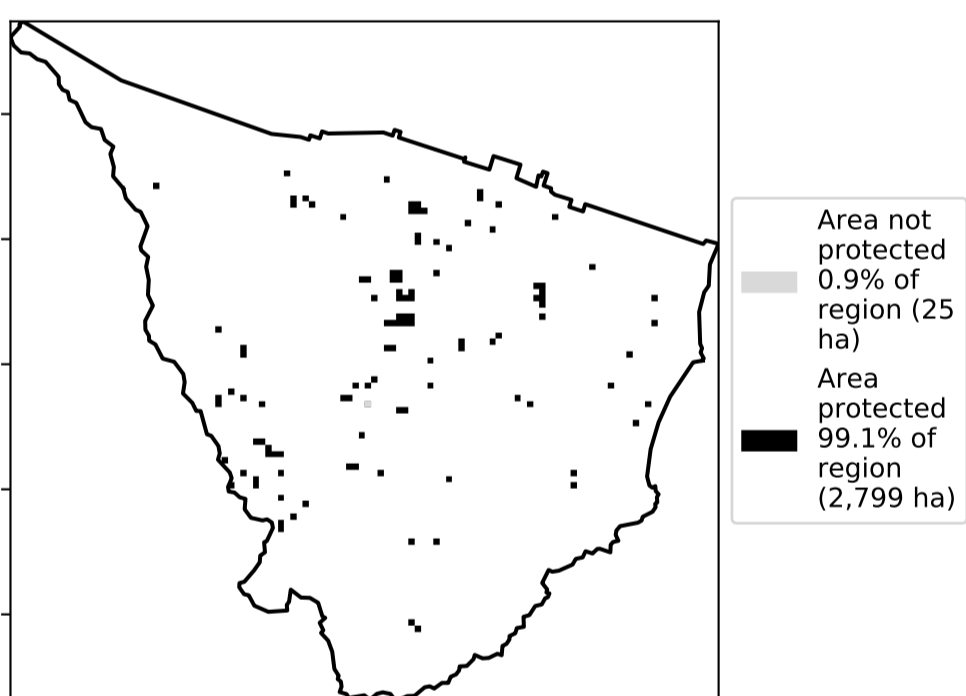 Area not
protected
0.9% of
region (25
ha)
Area
protected
99.1% of
region
(2,799 ha)